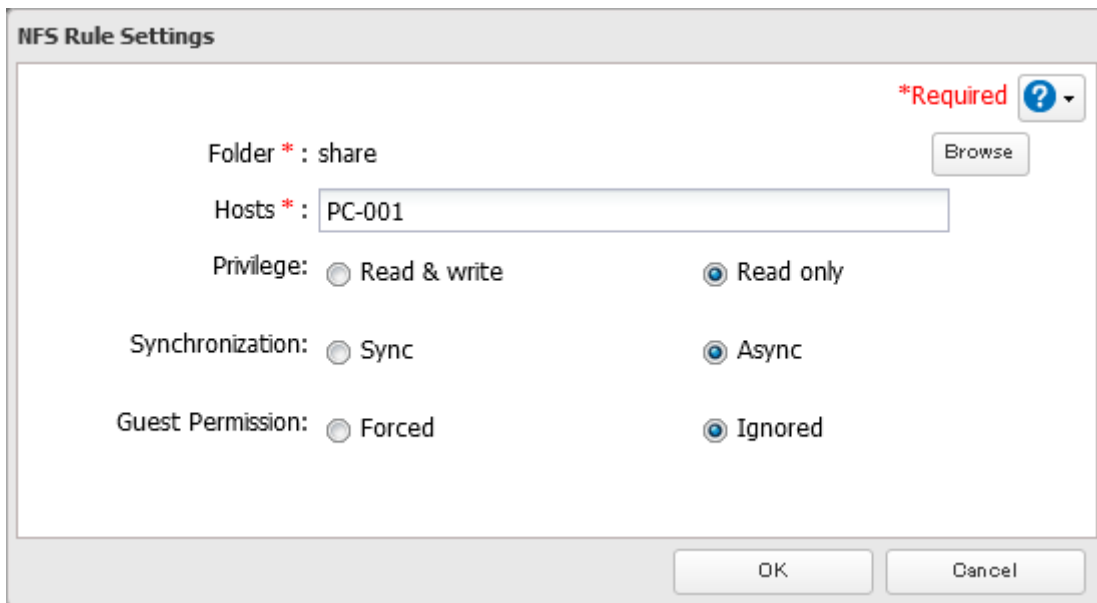 NFS Rule Settings
*Required ?
Folder * : share Browse
Hosts * : PC-001
Privilege: Read & write Read only
Synchronization: Sync Async
Guest Permission: Forced Ignored
OK Cancel